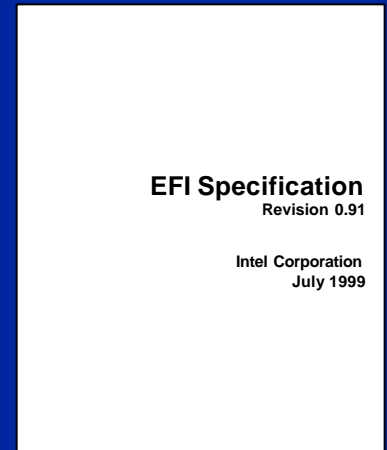 EFI Specification
Revision 0.91
Intel Corporation
July 1999